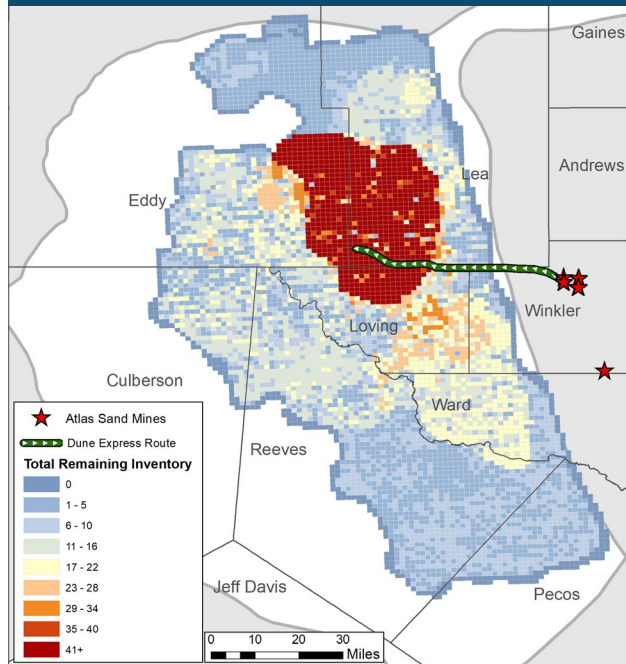 Gaines
Andrews
Lea
Eddy
Winkler
Loving
Culberson
Ward
Reeves
Jeff Davis
Pecos
Atlas Sand Mines
Dune Express Route
Total Remaining Inventory
0
1 - 5
6 - 10
11 - 16
17 - 22
23 - 28
29 - 34
35 - 40
41+
0 10 20 30
Miles